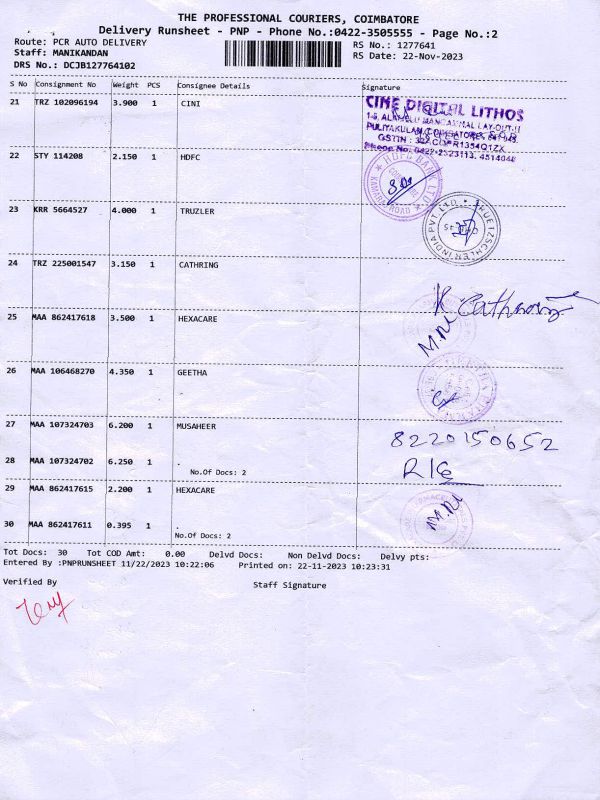 THE PROFESSIONAL COURIERS, COIMBATORE
Delivery Runsheet - PNP - Phone No.:0422-3505555 - Page No.:2
Route: PCR AUTO DELIVERY
Staff: MANIKANDAN
DRS No.: DCJB127764102
RS No.: 1277641
RS Date: 22-Nov-2023
S No Consignment No Weight PCS Consignee Details Signature
21 TRZ 102096194 3.900 1 CINI
CINE DIGITAL LITHOS
GSTIN
22 STY 114208 2.150 1 HDFC
HDFC BANK LTD
23 KRR 5664527 4.000 1 TRUZLER
INDIA PVT. LTD.
24 TRZ 225001547 3.150 1 CATHRING
K Cathring
25 MAA 862417618 3.500 1 HEXACARE
26 MAA 106468270 4.350 1 GEETHA
27 MAA 107324703 6.200 1 MUSAHEER
8220150652
28 MAA 107324702 6.250 1 .
No.Of Docs: 2
29 MAA 862417615 2.200 1 HEXACARE
30 MAA 862417611 0.395 1 .
No.Of Docs: 2
Tot Docs: 30 Tot COD Amt: 0.00 Delvd Docs: Non Delvd Docs: Delvy pts:
Entered By :PNPRUNSHEET 11/22/2023 10:22:06 Printed on: 22-11-2023 10:23:31
Verified By Staff Signature